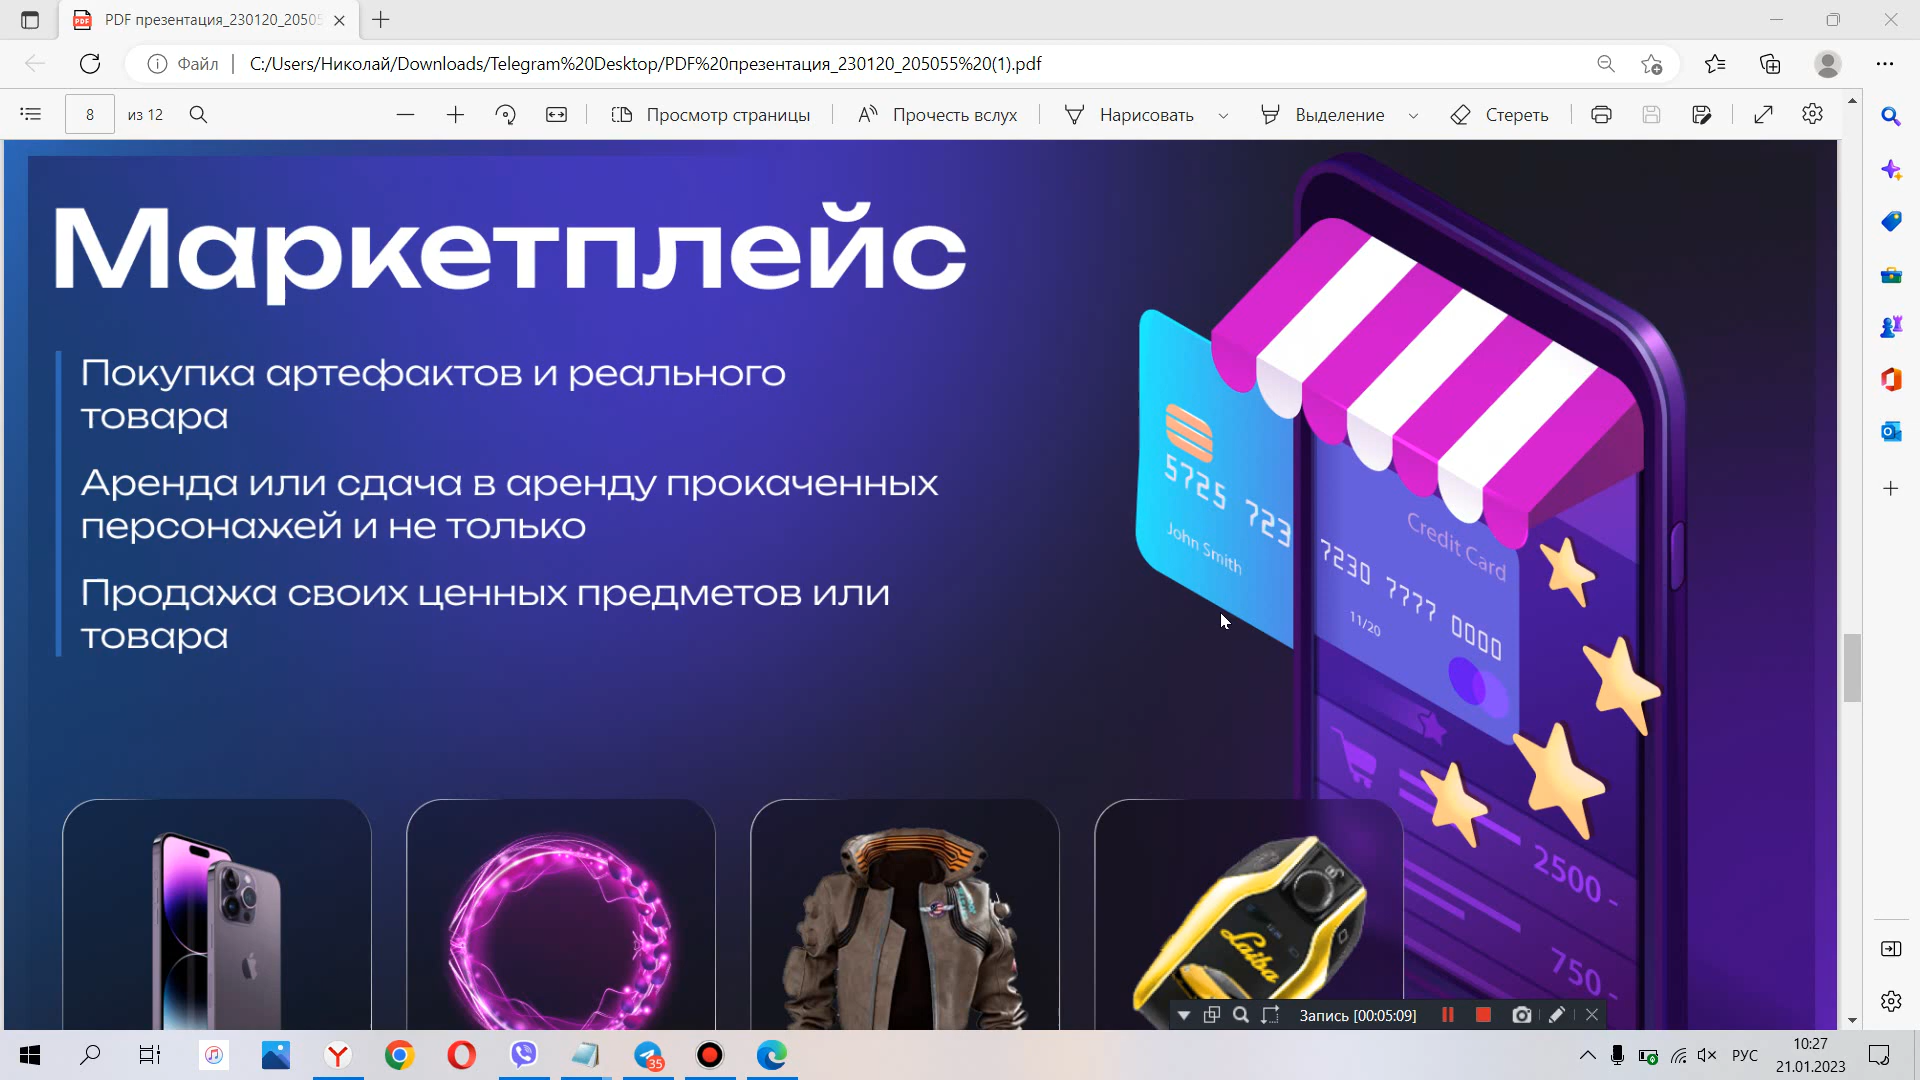 PDF презентация_230120_20505
Файл
C:/Users/Николай/Downloads/Telegram%20Desktop/PDF%20презентация_230120_205055%20(1).pdf
8 из 12
Просмотр страницы
Прочесть вслух
Нарисовать
Выделение
Стереть
Маркетплейс
Покупка артефактов и реального
товара
Аренда или сдача в аренду прокаченных
персонажей и не только
Продажа своих ценных предметов или
товара
5725 723
John Smith
Credit Card
7230 7777 0000
11/20
2500 -
750 -
Laiba
Запись [00:05:09]
35
РУС
10:27
21.01.2023